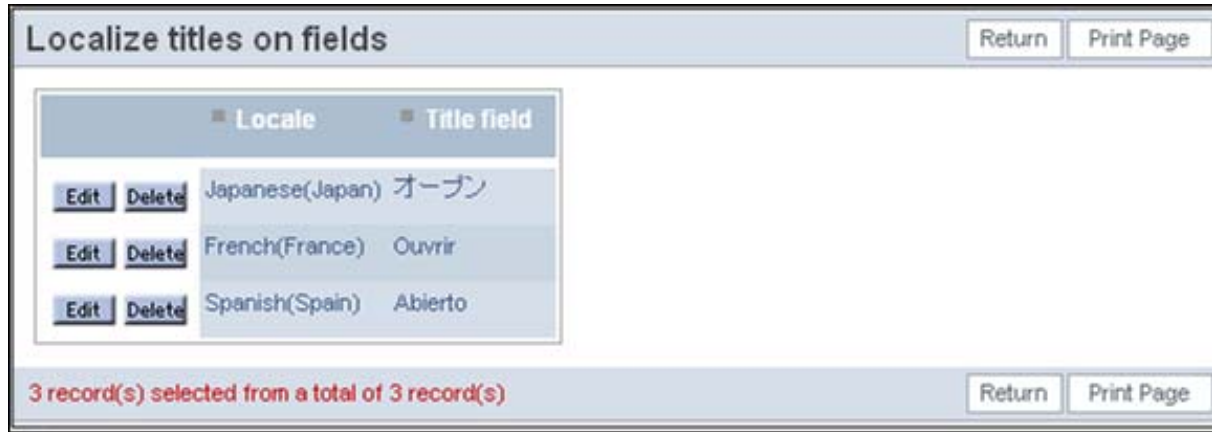 Localize titles on fields
Return Print Page
Locale Title field
Edit Delete Japanese(Japan) オーブン
Edit Delete French(France) Ouvrir
Edit Delete Spanish(Spain) Abierto
3 record(s) selected from a total of 3 record(s)
Return Print Page